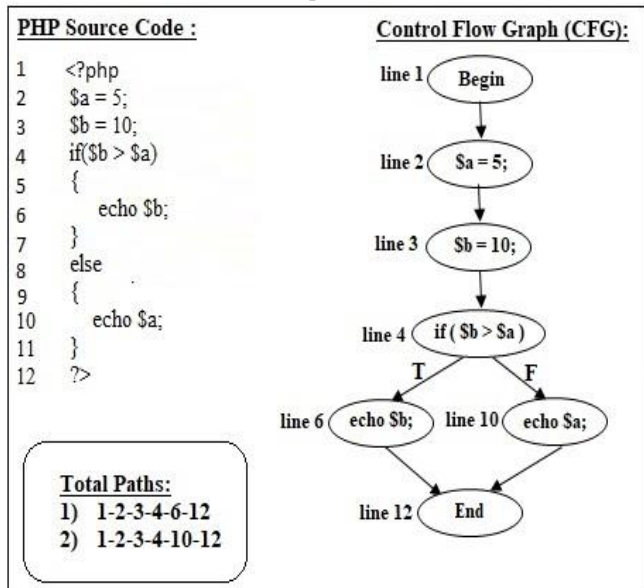 PHP Source Code :
1 <?php
2 $a = 5;
3 $b = 10;
4 if($b > $a)
5 {
6 echo $b;
7 }
8 else
9 {
10 echo $a;
11 }
12 ?>
Total Paths:
1) 1-2-3-4-6-12
2) 1-2-3-4-10-12
Control Flow Graph (CFG):
line 1 Begin
line 2 $a = 5;
line 3 $b = 10;
line 4 if ( $b > $a )
T F
line 6 echo $b; line 10 echo $a;
line 12 End